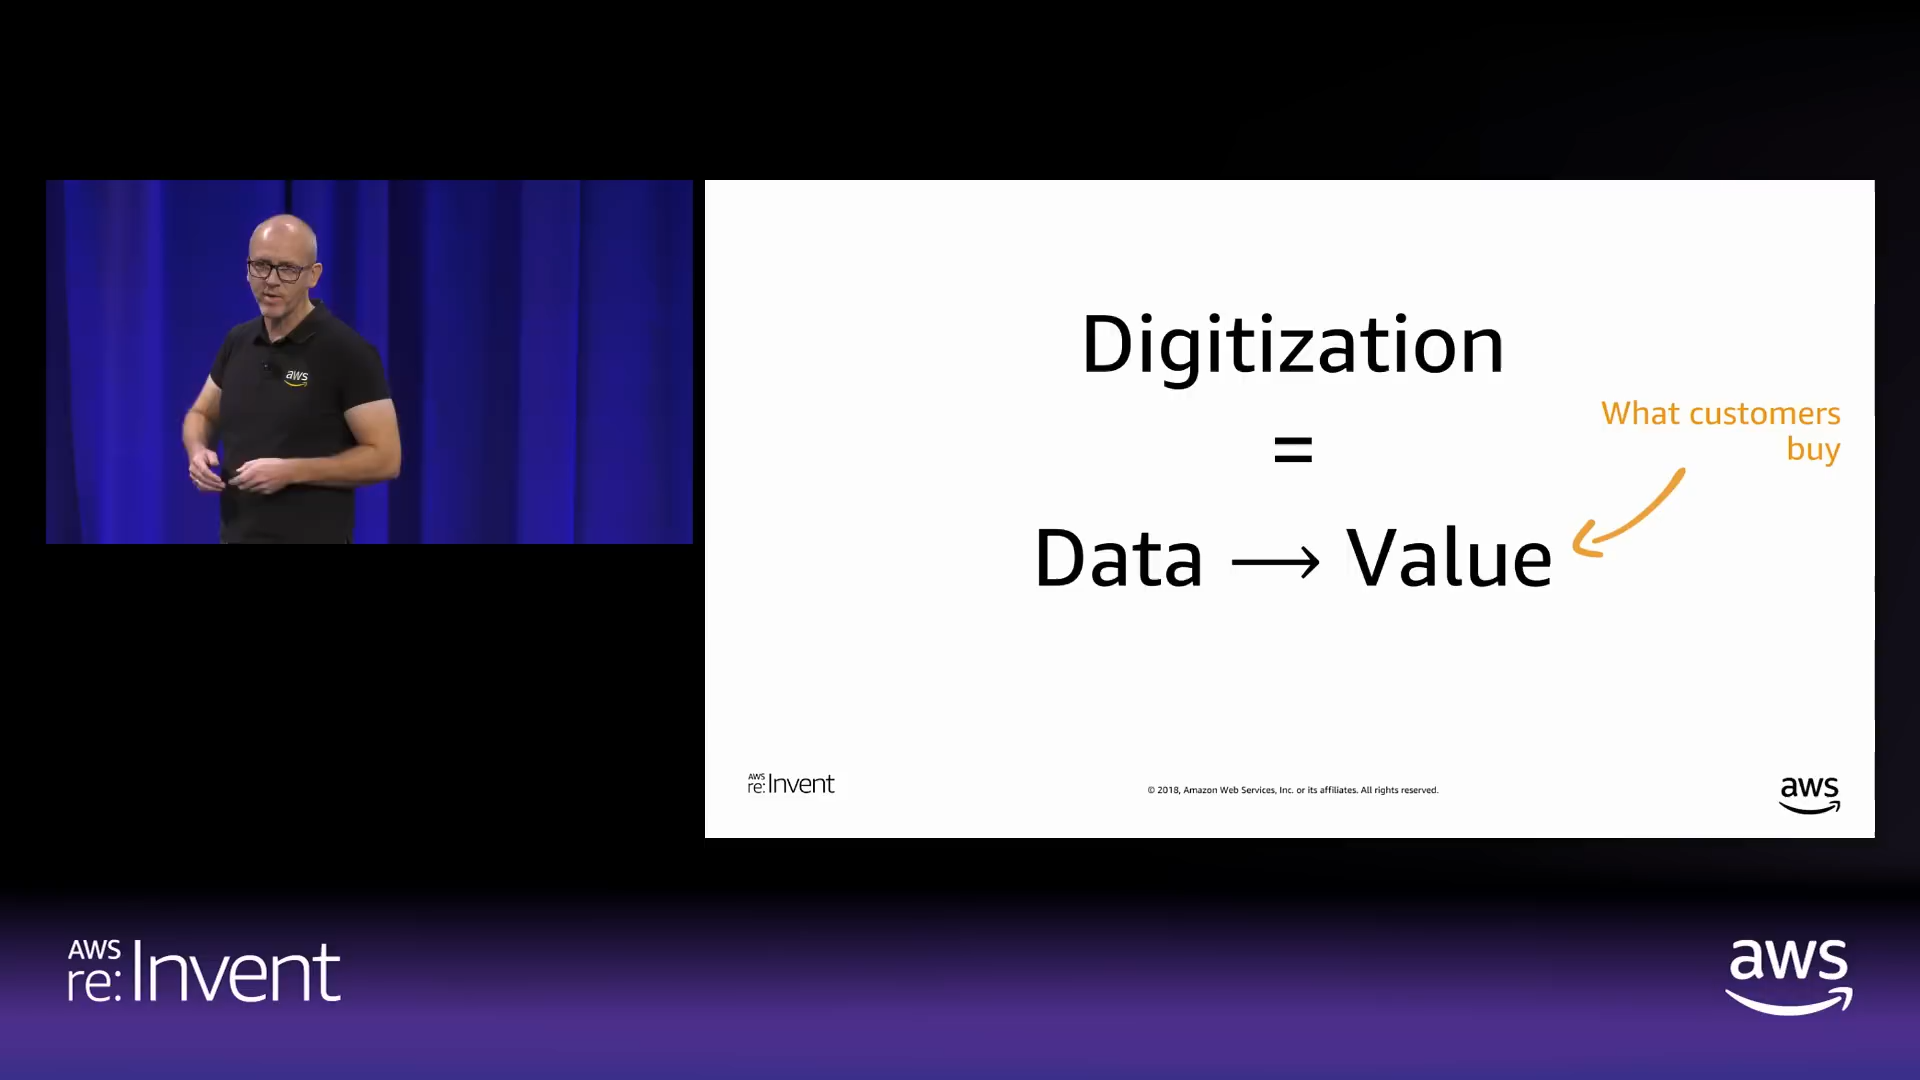 aws
Digitization
=
Data → Value
What customers
buy
AWS
re:Invent
© 2018, Amazon Web Services, Inc. or its affiliates. All rights reserved.
aws
AWS
re:Invent
aws